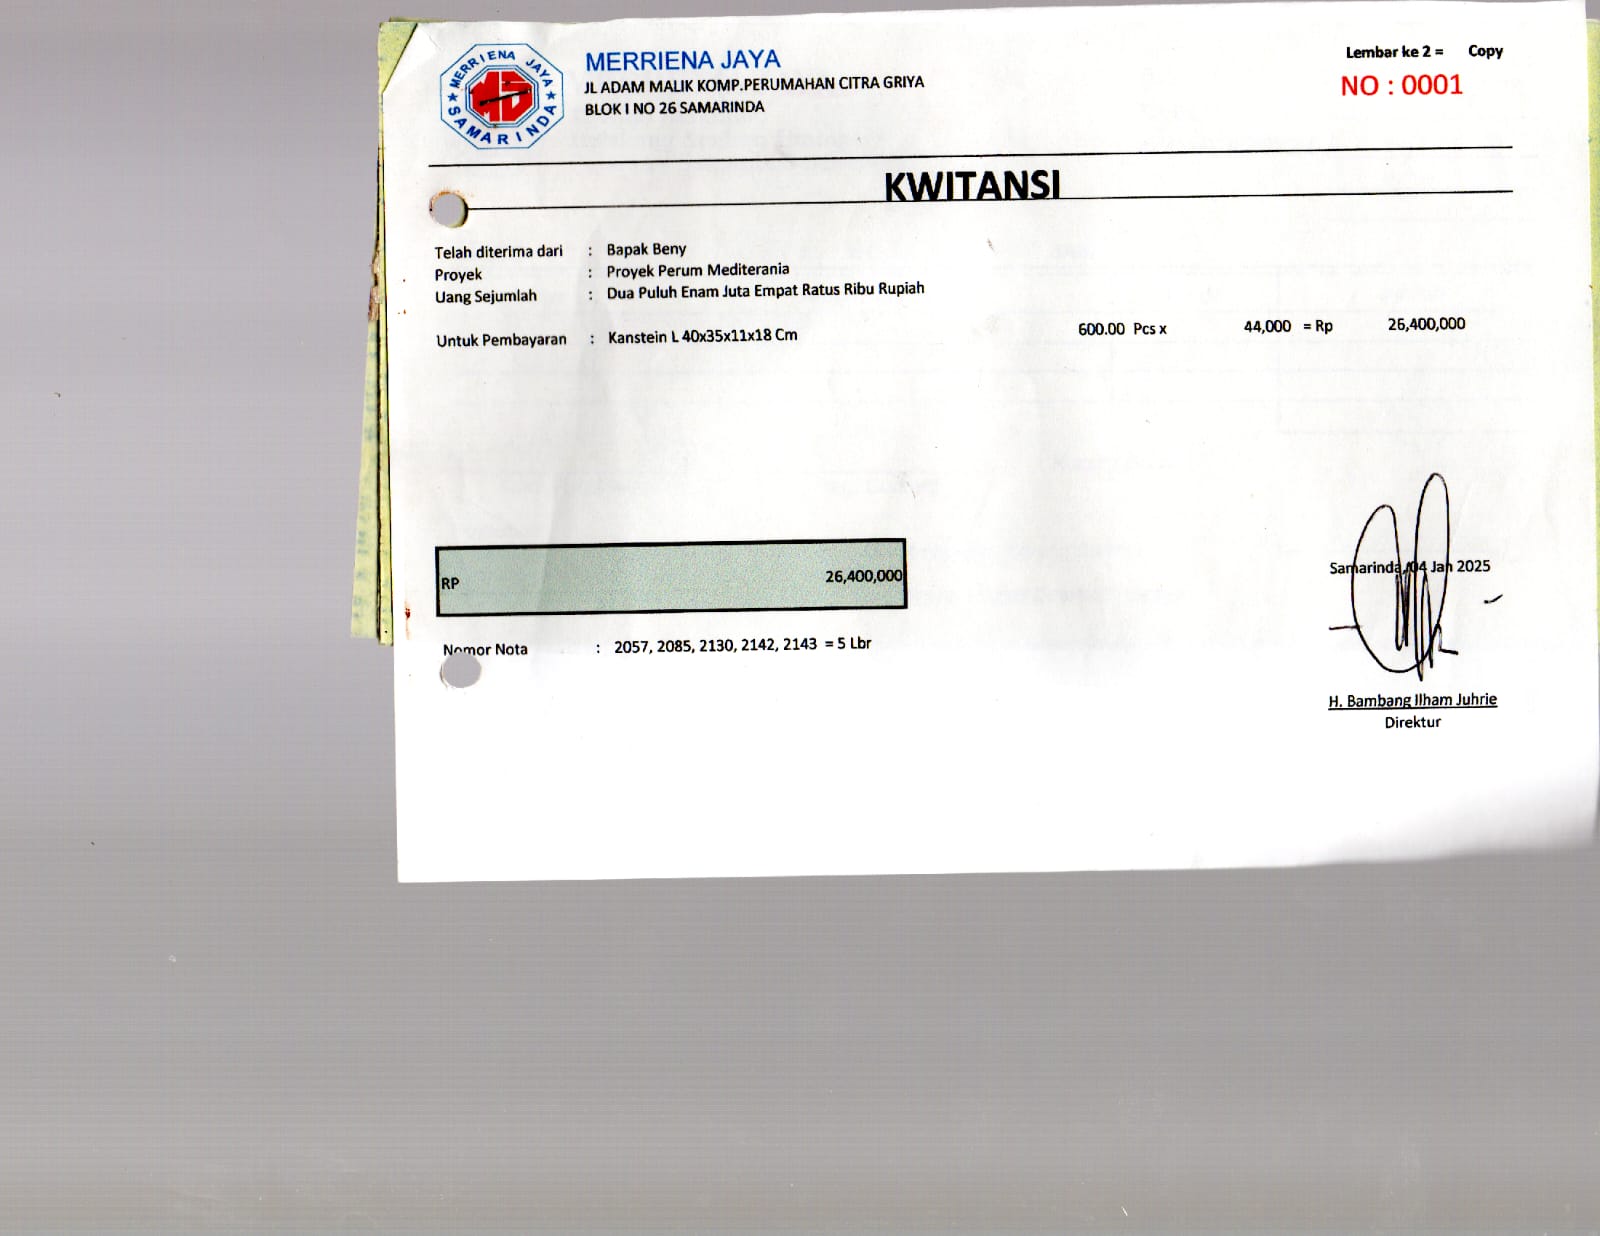 MERRIENA JAYA
SAMARINDA
MERRIENA JAYA
JL ADAM MALIK KOMP.PERUMAHAN CITRA GRIYA
BLOK I NO 26 SAMARINDA
Lembar ke 2 = Copy
NO : 0001
KWITANSI
Telah diterima dari : Bapak Beny
Proyek : Proyek Perum Mediterania
Uang Sejumlah : Dua Puluh Enam Juta Empat Ratus Ribu Rupiah
Untuk Pembayaran : Kanstein L 40x35x11x18 Cm 600.00 Pcs x 44,000 = Rp 26,400,000
RP 26,400,000
Samarinda, 04 Jan 2025
Nomor Nota : 2057, 2085, 2130, 2142, 2143 = 5 Lbr
H. Bambang Ilham Juhrie
Direktur